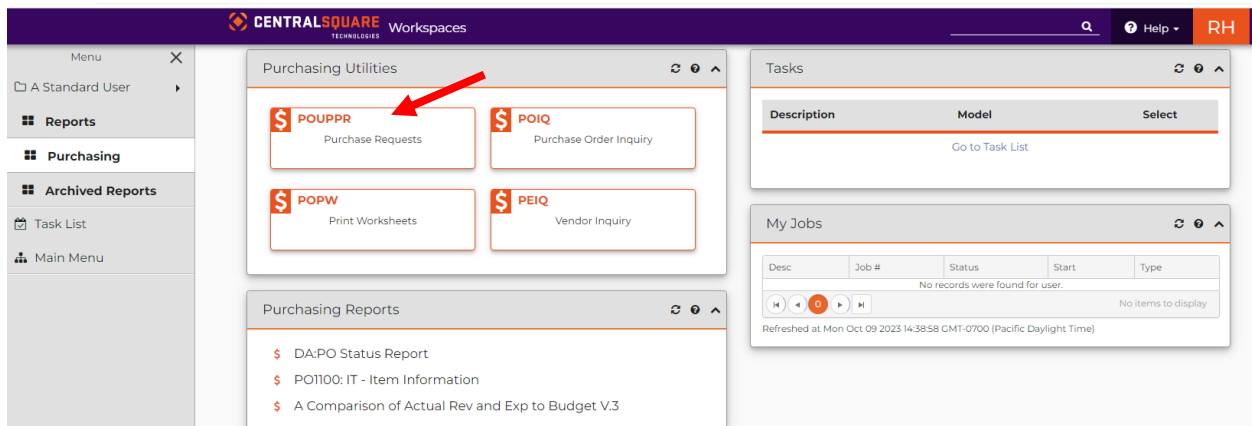 CENTRALSQUARE Workspaces
TECHNOLOGIES
Help
RH
Menu
A Standard User
Reports
Purchasing
Archived Reports
Task List
Main Menu
Purchasing Utilities
POUPPR
Purchase Requests
POIQ
Purchase Order Inquiry
POPW
Print Worksheets
PEIQ
Vendor Inquiry
Purchasing Reports
$ DA:PO Status Report
$ PO1100: IT - Item Information
$ A Comparison of Actual Rev and Exp to Budget V.3
Tasks
Description Model Select
Go to Task List
My Jobs
Desc Job # Status Start Type
No records were found for user.
0 No items to display
Refreshed at Mon Oct 09 2023 14:38:58 GMT-0700 (Pacific Daylight Time)